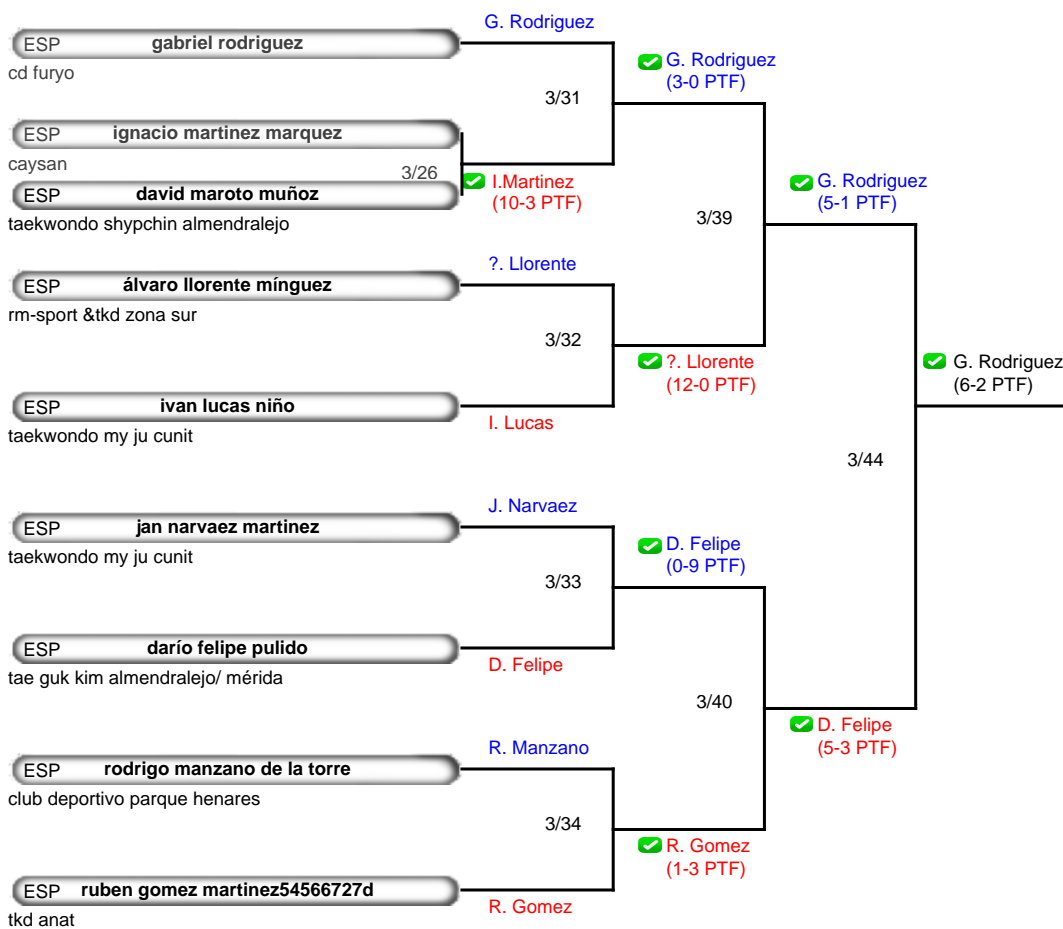 G. Rodriguez
ESP gabriel rodriguez
cd furyo
G. Rodriguez
(3-0 PTF)
3/31
ESP ignacio martinez marquez
caysan
3/26
I.Martinez
(10-3 PTF)
ESP david maroto muñoz
taekwondo shypchin almendralejo
G. Rodriguez
(5-1 PTF)
3/39
?. Llorente
ESP álvaro llorente mínguez
rm-sport &tkd zona sur
3/32
?. Llorente
(12-0 PTF)
G. Rodriguez
(6-2 PTF)
ESP ivan lucas niño
I. Lucas
taekwondo my ju cunit
3/44
J. Narvaez
ESP jan narvaez martinez
taekwondo my ju cunit
D. Felipe
(0-9 PTF)
3/33
ESP darío felipe pulido
D. Felipe
tae guk kim almendralejo/ mérida
3/40
D. Felipe
(5-3 PTF)
R. Manzano
ESP rodrigo manzano de la torre
club deportivo parque henares
3/34
R. Gomez
(1-3 PTF)
ESP ruben gomez martinez54566727d
R. Gomez
tkd anat